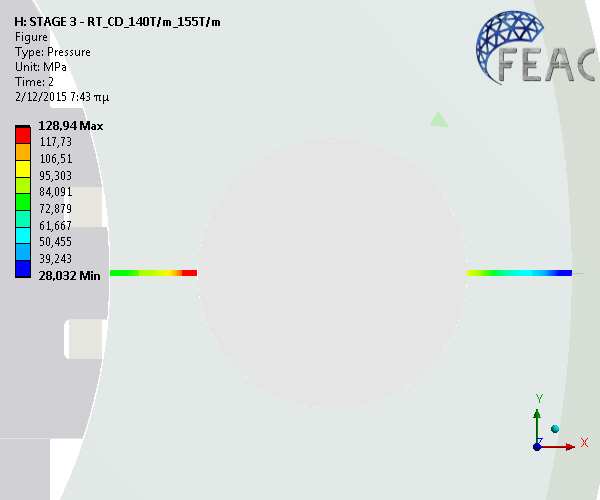 H: STAGE 3 - RT_CD_140T/m_155T/m
Figure
Type: Pressure
Unit: MPa
Time: 2
2/12/2015 7:43 πμ
FEAC
128,94 Max
117,73
106,51
95,303
84,091
72,879
61,667
50,455
39,243
28,032 Min
Y
Z
X